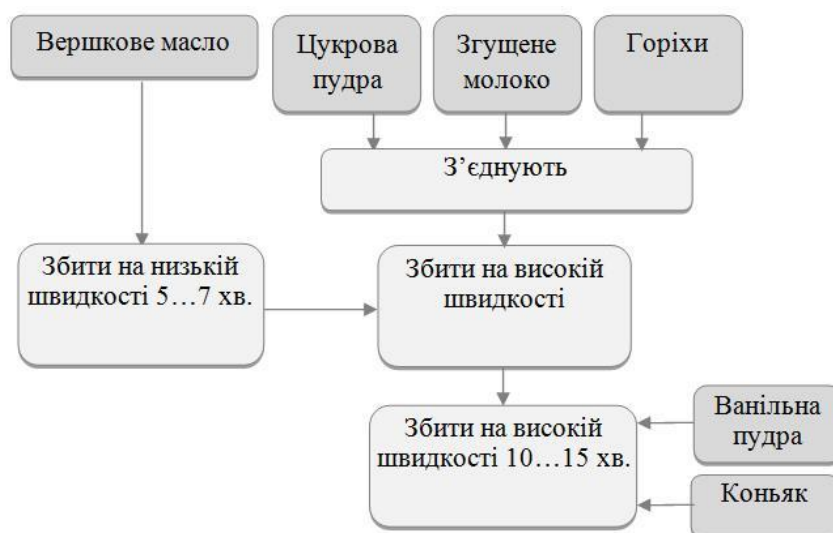 Вершкове масло
Цукрова
пудра
Згущене
молоко
Горіхи
З’єднують
Збити на низькій
швидкості 5…7 хв.
Збити на високій
швидкості
Збити на високій
швидкості 10…15 хв.
Ванільна
пудра
Коньяк